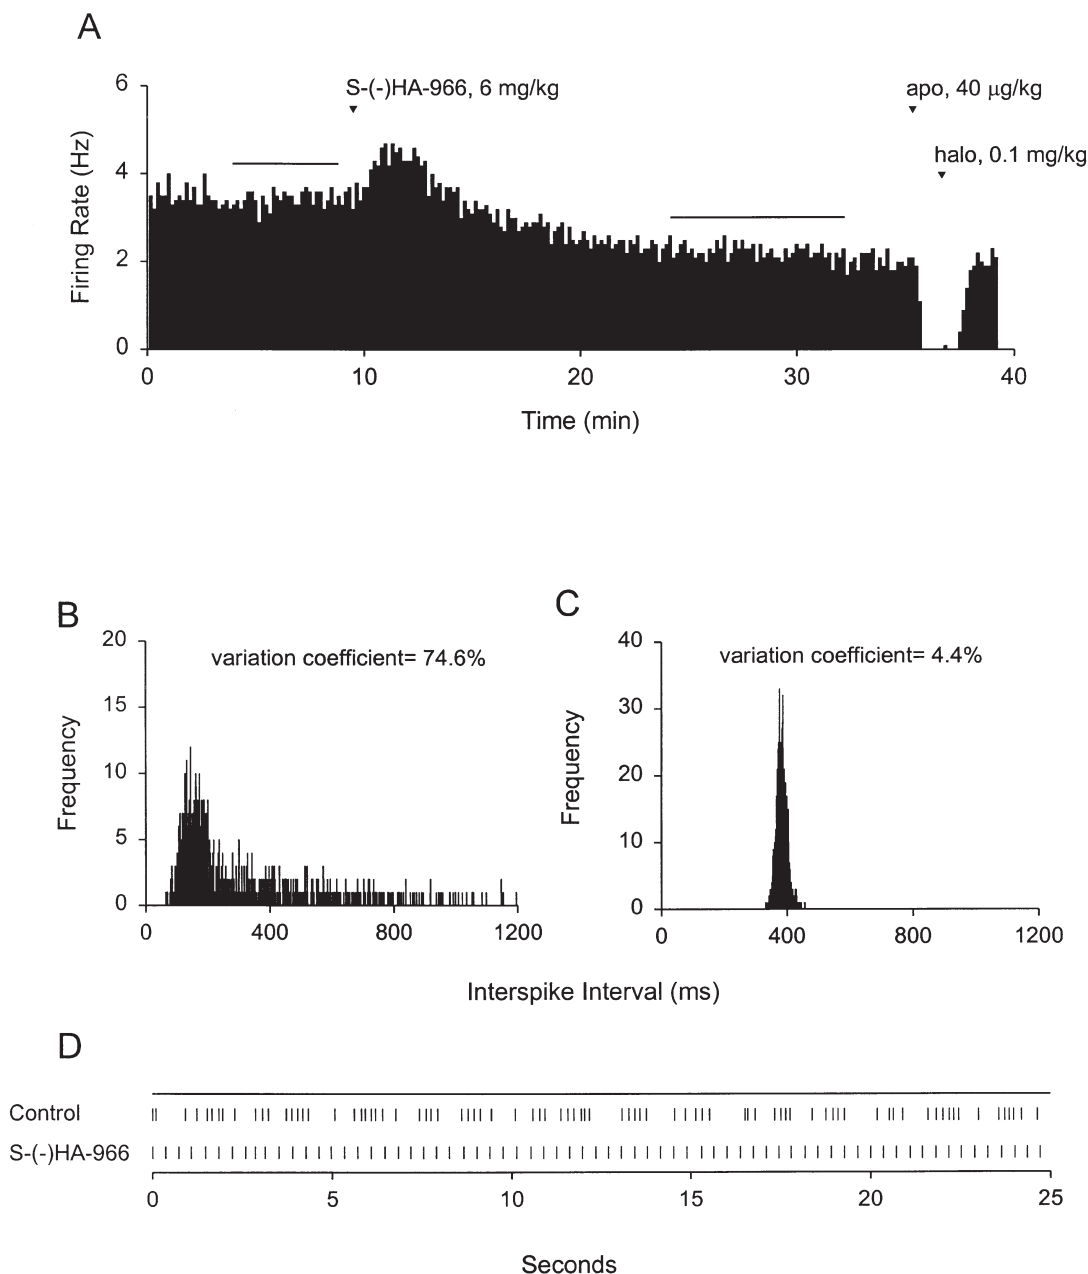 A
S-(-)HA-966, 6 mg/kg
apo, 40 μg/kg
halo, 0.1 mg/kg
Firing Rate (Hz)
6
4
2
0
0 10 20 30 40
Time (min)
B
variation coefficient= 74.6%
Frequency
20
15
10
5
0
0 400 800 1200
C
variation coefficient= 4.4%
Frequency
40
30
20
10
0
0 400 800 1200
Interspike Interval (ms)
D
Control
S-(-)HA-966
0 5 10 15 20 25
Seconds